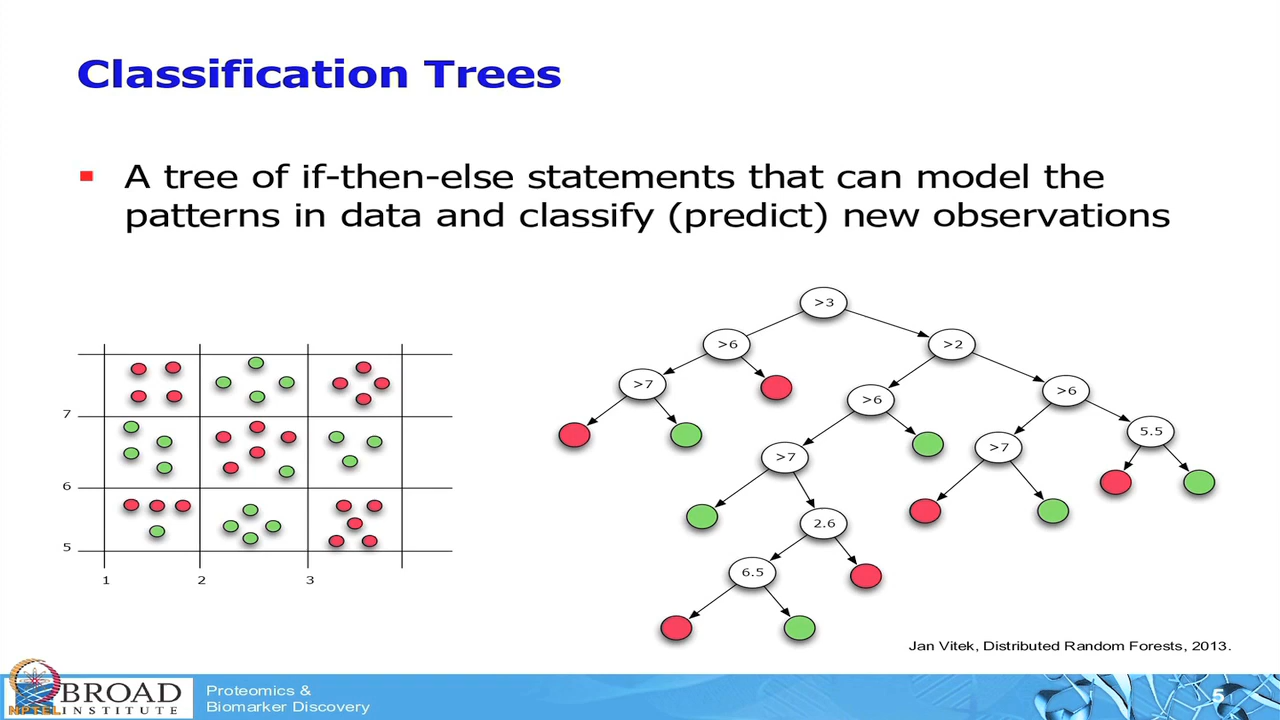 Classification Trees
A tree of if-then-else statements that can model the
patterns in data and classify (predict) new observations
7
6
5
1 2 3
>3
>6 >2
>7 >6 >6
5.5
>7 >7
2.6
6.5
Jan Vitek, Distributed Random Forests, 2013.
NPTEL
BROAD
INSTITUTE
Proteomics &
Biomarker Discovery
5